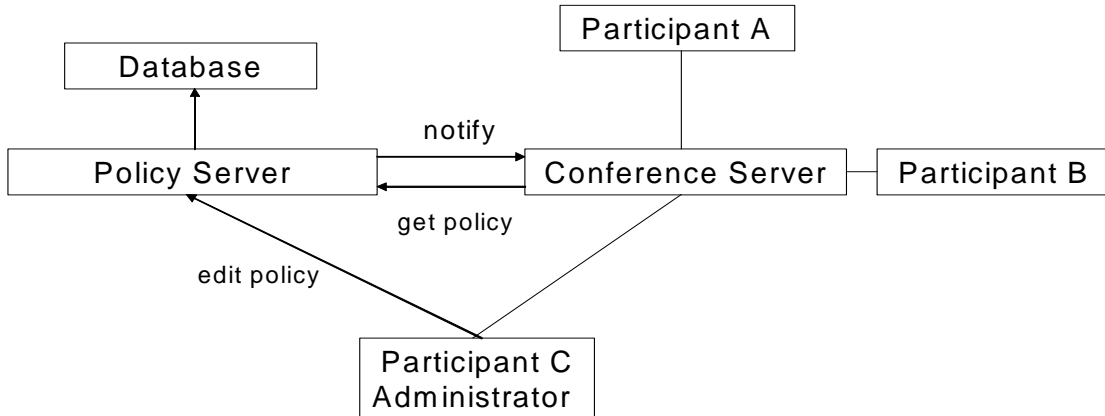 Participant A
Database
notify
Policy Server
Conference Server
Participant B
get policy
edit policy
Participant C
Administrator